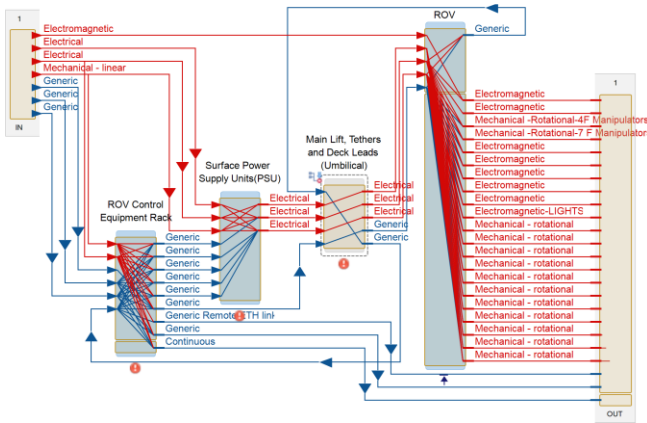 1
Electromagnetic
Electrical
Electrical
Mechanical - linear
Generic
Generic
Generic
IN
ROV Control
Equipment Rack
Generic
Generic
Generic
Generic
Generic
Generic
Generic Remote ETH link
Generic
Continuous
Surface Power
Supply Units(PSU)
Electrical
Electrical
Electrical
Main Lift, Tethers
and Deck Leads
(Umbilical)
Electrical
Electrical
Electrical
Generic
Generic
ROV
Generic
Electromagnetic
Electromagnetic
Mechanical -Rotational-4F Manipulators
Mechanical -Rotational-7 F Manipulators
Electromagnetic
Electromagnetic
Electromagnetic
Electromagnetic
Electromagnetic
Electromagnetic-LIGHTS
Mechanical - rotational
Mechanical - rotational
Mechanical - rotational
Mechanical - rotational
Mechanical - rotational
Mechanical - rotational
Mechanical - rotational
Mechanical - rotational
Mechanical - rotational
Mechanical - rotational
Mechanical - rotational
1
OUT